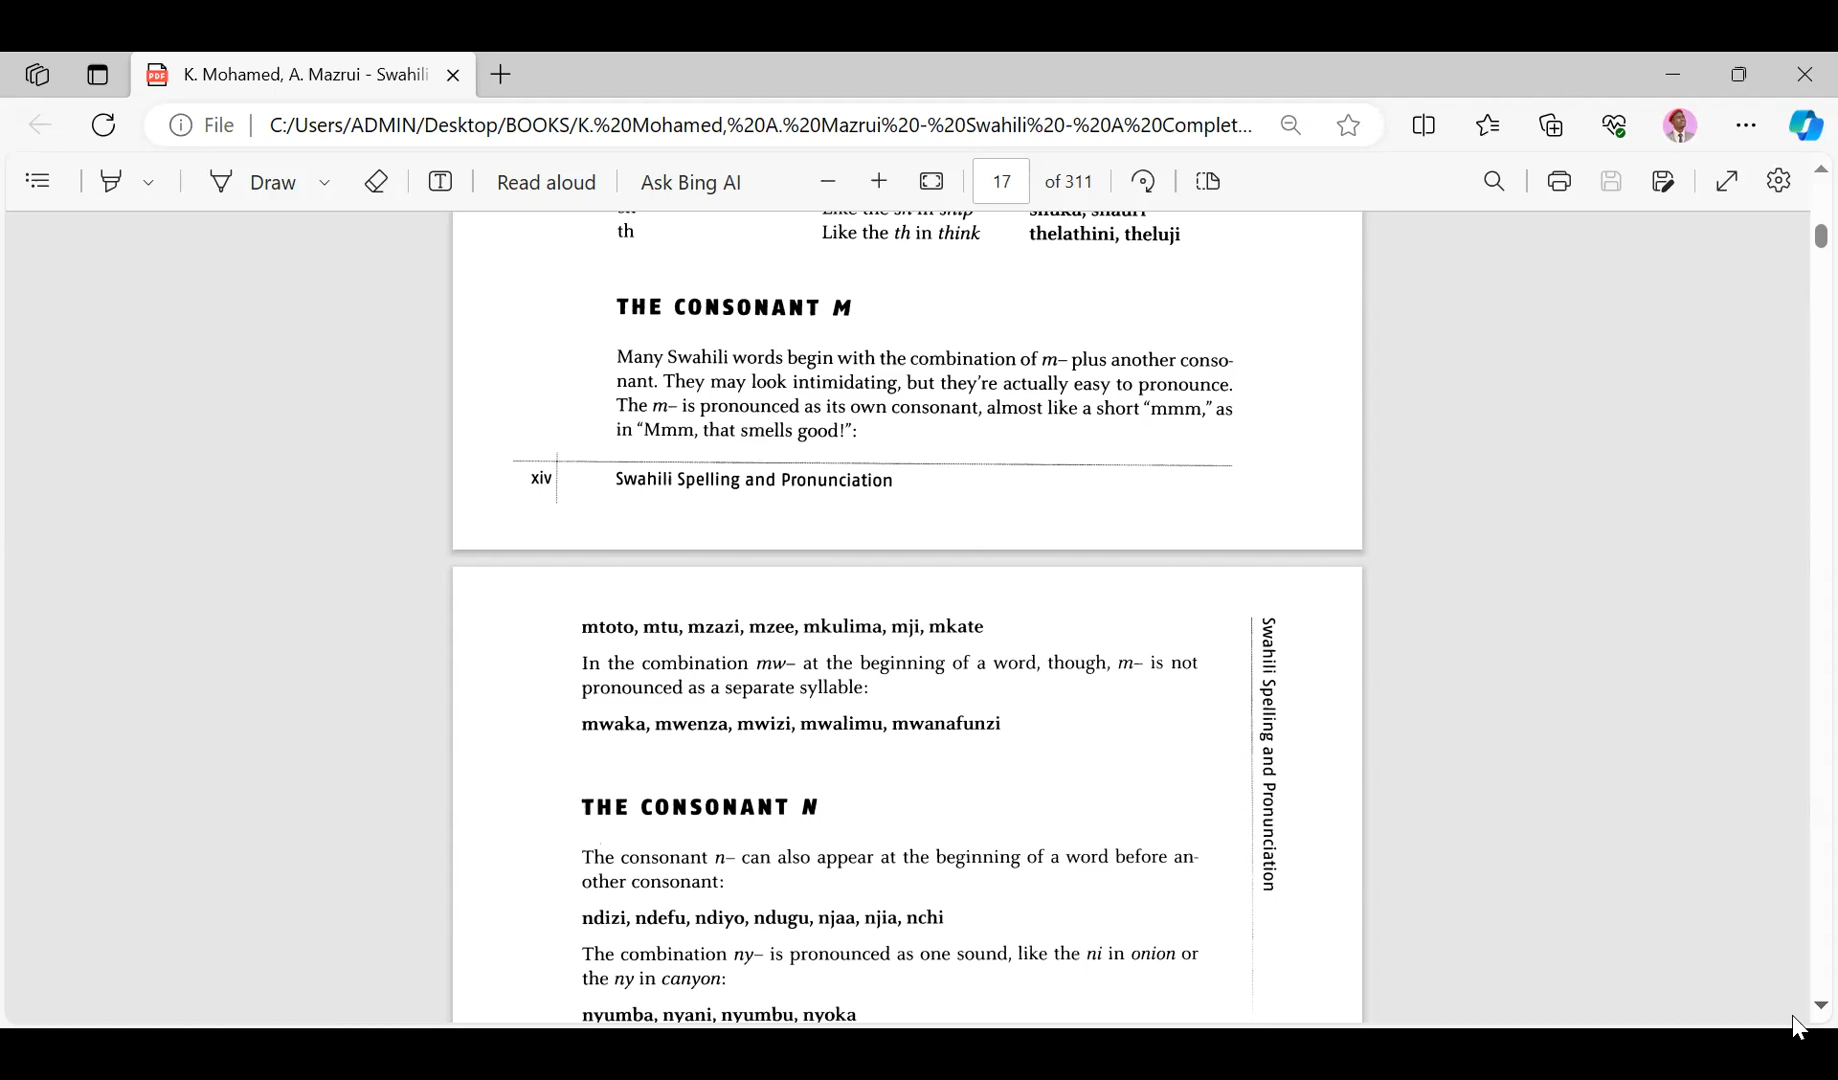 K. Mohamed, A. Mazrui - Swahili
File
C:/Users/ADMIN/Desktop/BOOKS/K.%20Mohamed,%20A.%20Mazrui%20-%20Swahili%20-%20A%20Complet...
Draw
Read aloud
Ask Bing AI
17
of 311
Like the sh in ship
shuka, shauri
th
Like the th in think
thelathini, theluji
THE CONSONANT M
Many Swahili words begin with the combination of m– plus another conso-
nant. They may look intimidating, but they're actually easy to pronounce.
The m– is pronounced as its own consonant, almost like a short “mmm,” as
in “Mmm, that smells good!”:
xiv
Swahili Spelling and Pronunciation
mtoto, mtu, mzazi, mzee, mkulima, mji, mkate
In the combination mw– at the beginning of a word, though, m– is not
pronounced as a separate syllable:
mwaka, mwenza, mwizi, mwalimu, mwanafunzi
Swahili Spelling and Pronunciation
THE CONSONANT N
The consonant n– can also appear at the beginning of a word before an-
other consonant:
ndizi, ndefu, ndiyo, ndugu, njaa, njia, nchi
The combination ny– is pronounced as one sound, like the ni in onion or
the ny in canyon:
nyumba, nyani, nyumbu, nyoka